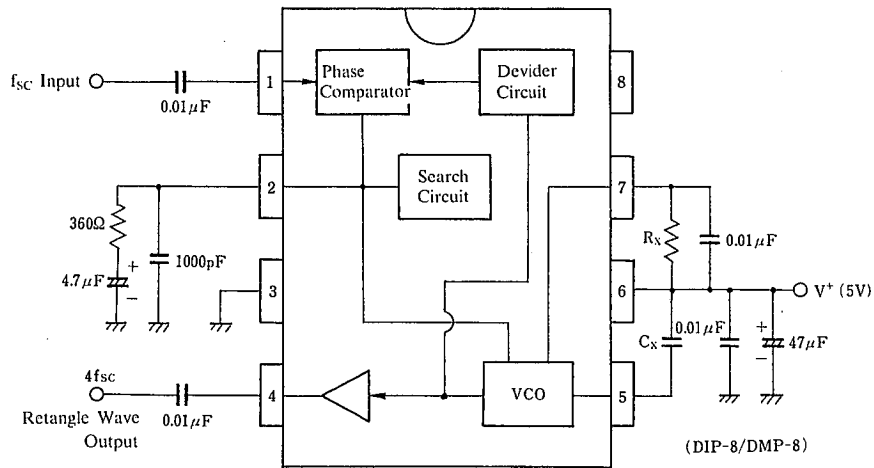 fSC Input
0.01μF
1
Phase
Comparator
Devider
Circuit
8
2
Search
Circuit
7
360Ω
4.7μF
+
−
1000pF
RX
0.01μF
3
6
V+ (5V)
CX
0.01μF
+
−
47μF
4fsc
Retangle Wave
Output
0.01μF
4
VCO
5
(DIP-8/DMP-8)